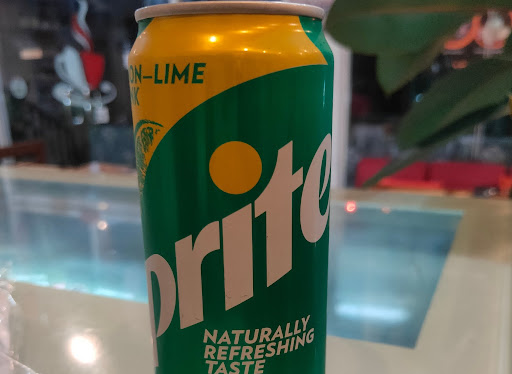 ON-LIME
K
prite
NATURALLY
REFRESHING
TASTE